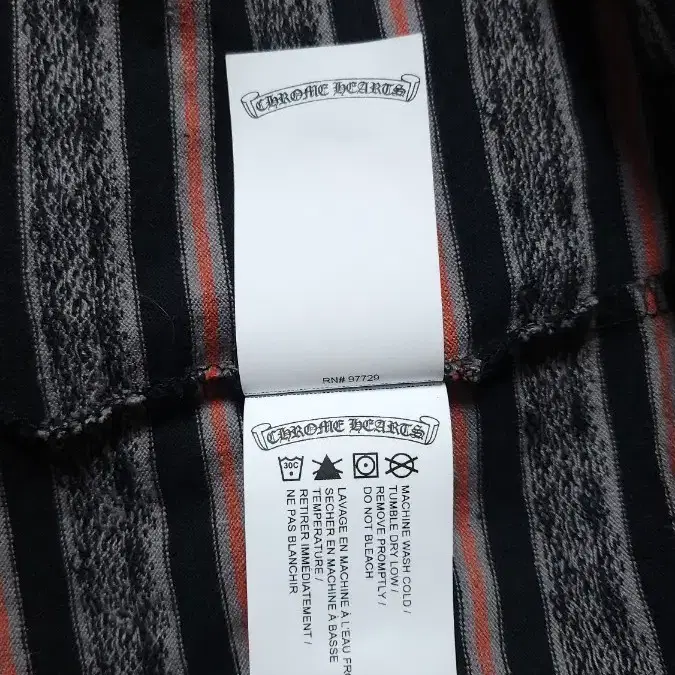 CHROME HEARTS
RN# 97729
CHROME HEARTS
30C
MACHINE WASH COLD /
TUMBLE DRY LOW /
REMOVE PROMPTLY /
DO NOT BLEACH
LAVAGE EN MACHINE À L'EAU
SECHER EN MACHINE À BASSE
TEMPERATURE /
RETIRER IMMEDIATEMENT /
NE PAS BLANCHIR